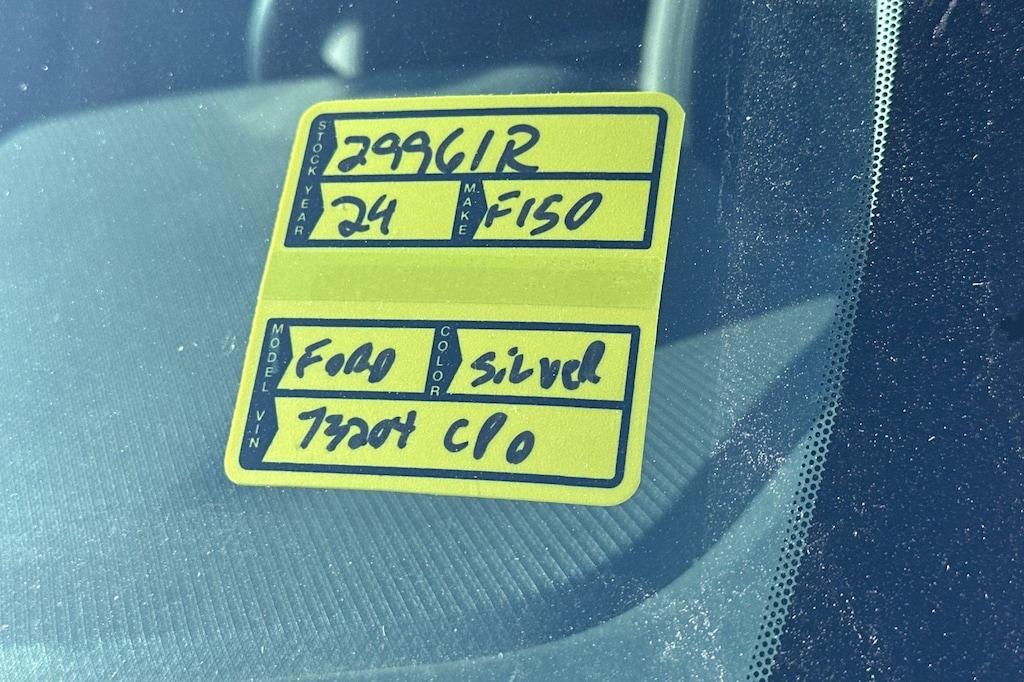 STOCK 29961R
YEAR 24 MAKE F150
MODEL FORD COLOR SILVER
VIN 73204 CPO